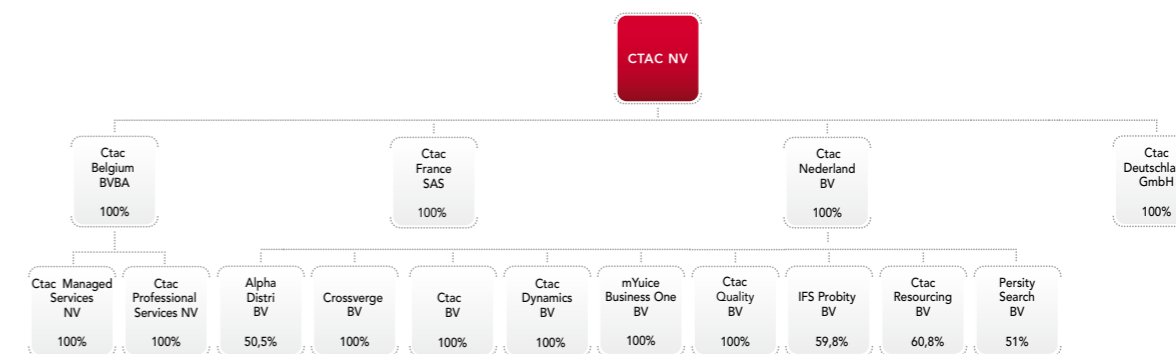 CTAC NV
Ctac
Belgium
BVBA
100%
Ctac
France
SAS
100%
Ctac
Nederland
BV
100%
Ctac
GmbH
100%
Ctac Managed
Services
NV
100%
Ctac
Professional
Services NV
100%
Alpha
Distri
BV
50,5%
Crossverge
BV
100%
Ctac
BV
100%
Ctac
Dynamics
BV
100%
mYuice
Business One
BV
100%
Ctac
Quality
BV
100%
IFS Probity
BV
59,8%
Ctac
Resourcing
BV
60,8%
Persity
Search
BV
51%